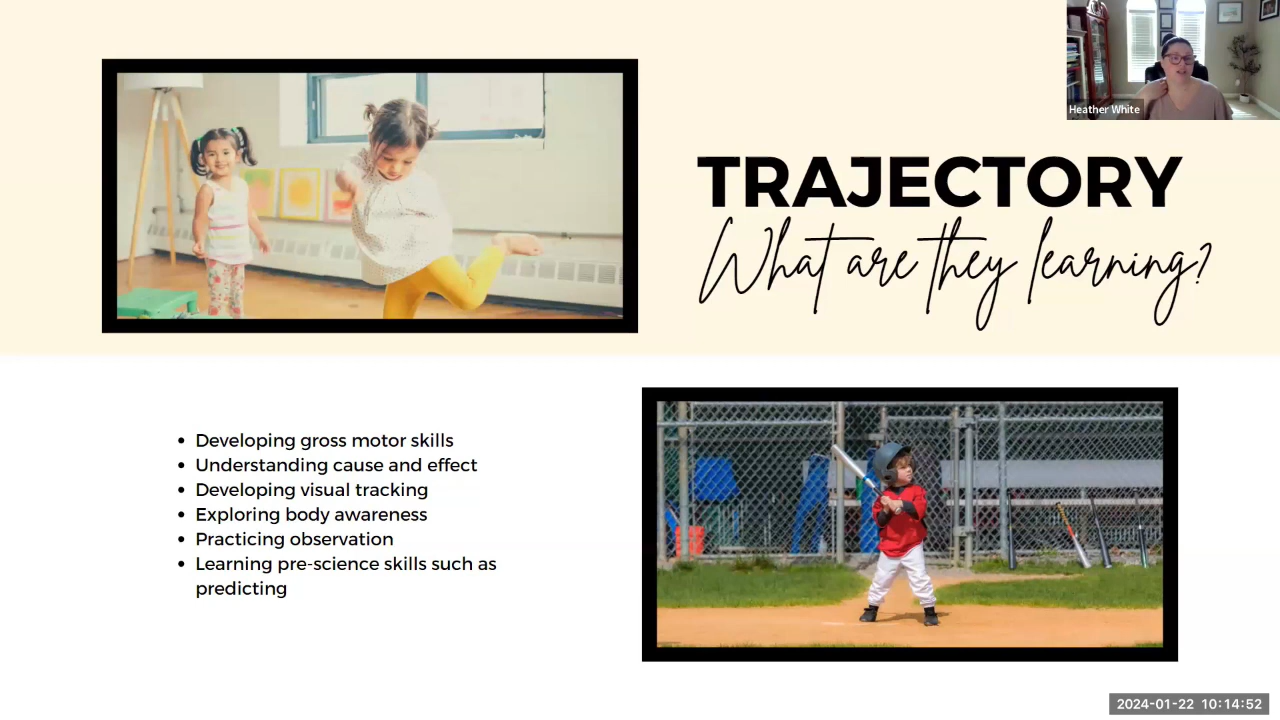 Heather White
TRAJECTORY
What are they learning?
• Developing gross motor skills
• Understanding cause and effect
• Developing visual tracking
• Exploring body awareness
• Practicing observation
• Learning pre-science skills such as
predicting
2024-01-22 10:14:52